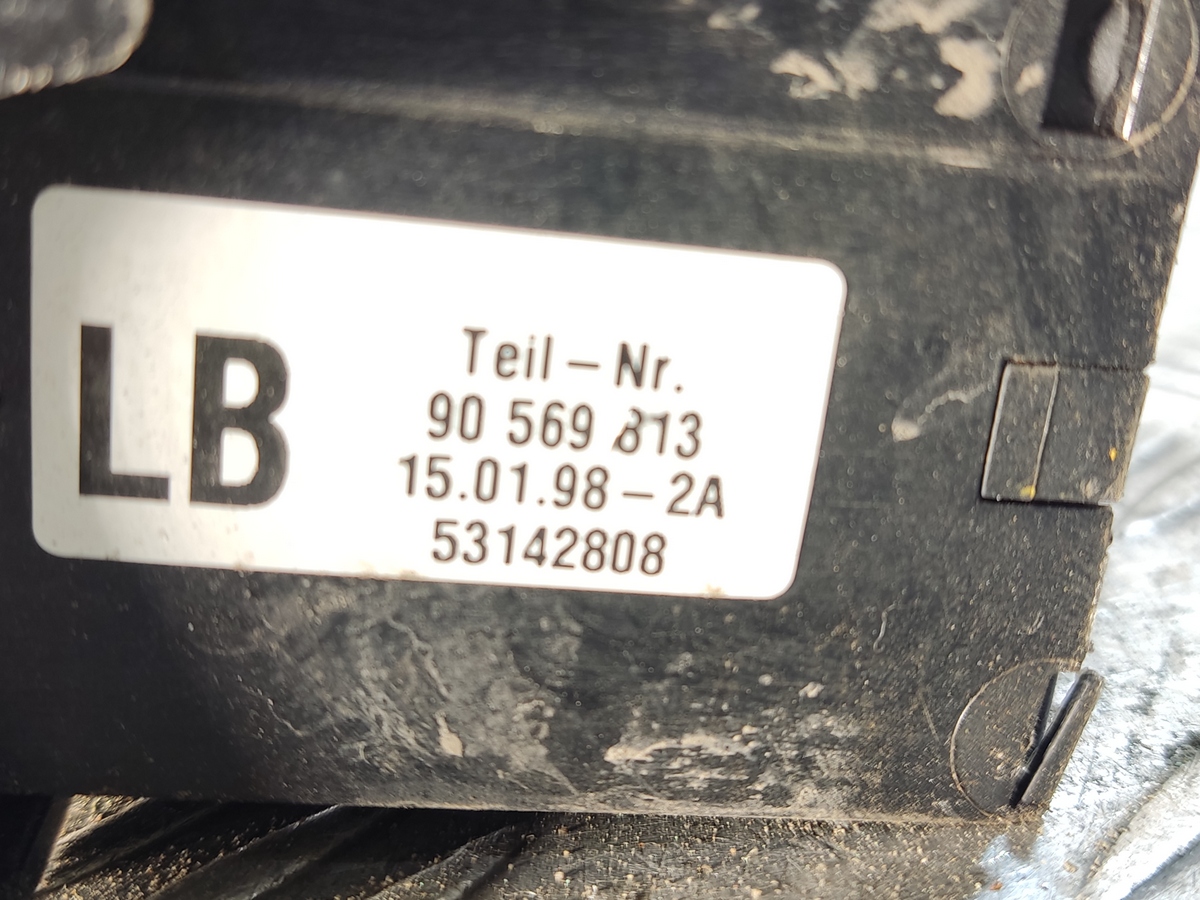 LB
Teil-Nr.
90 569 813
15.01.98-2A
53142808